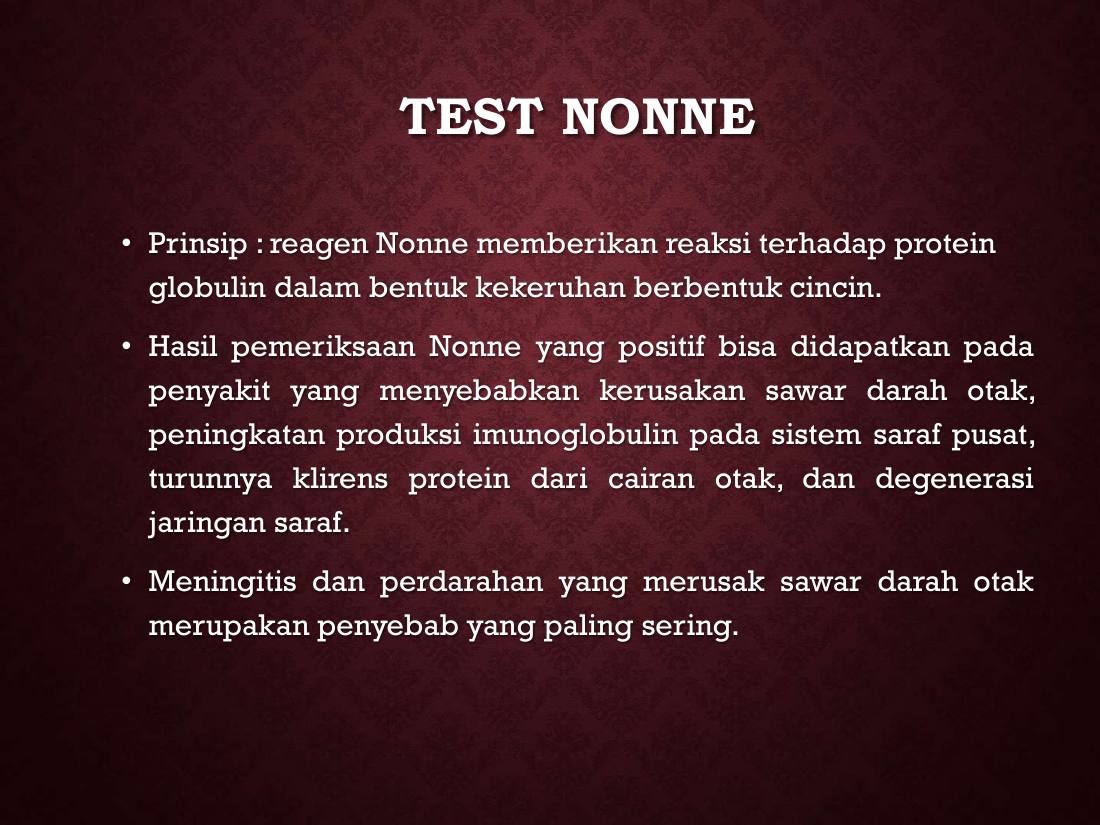 TEST NONNE
• Prinsip : reagen Nonne memberikan reaksi terhadap protein
globulin dalam bentuk kekeruhan berbentuk cincin.
• Hasil pemeriksaan Nonne yang positif bisa didapatkan pada
penyakit yang menyebabkan kerusakan sawar darah otak,
peningkatan produksi imunoglobulin pada sistem saraf pusat,
turunnya klirens protein dari cairan otak, dan degenerasi
jaringan saraf.
• Meningitis dan perdarahan yang merusak sawar darah otak
merupakan penyebab yang paling sering.